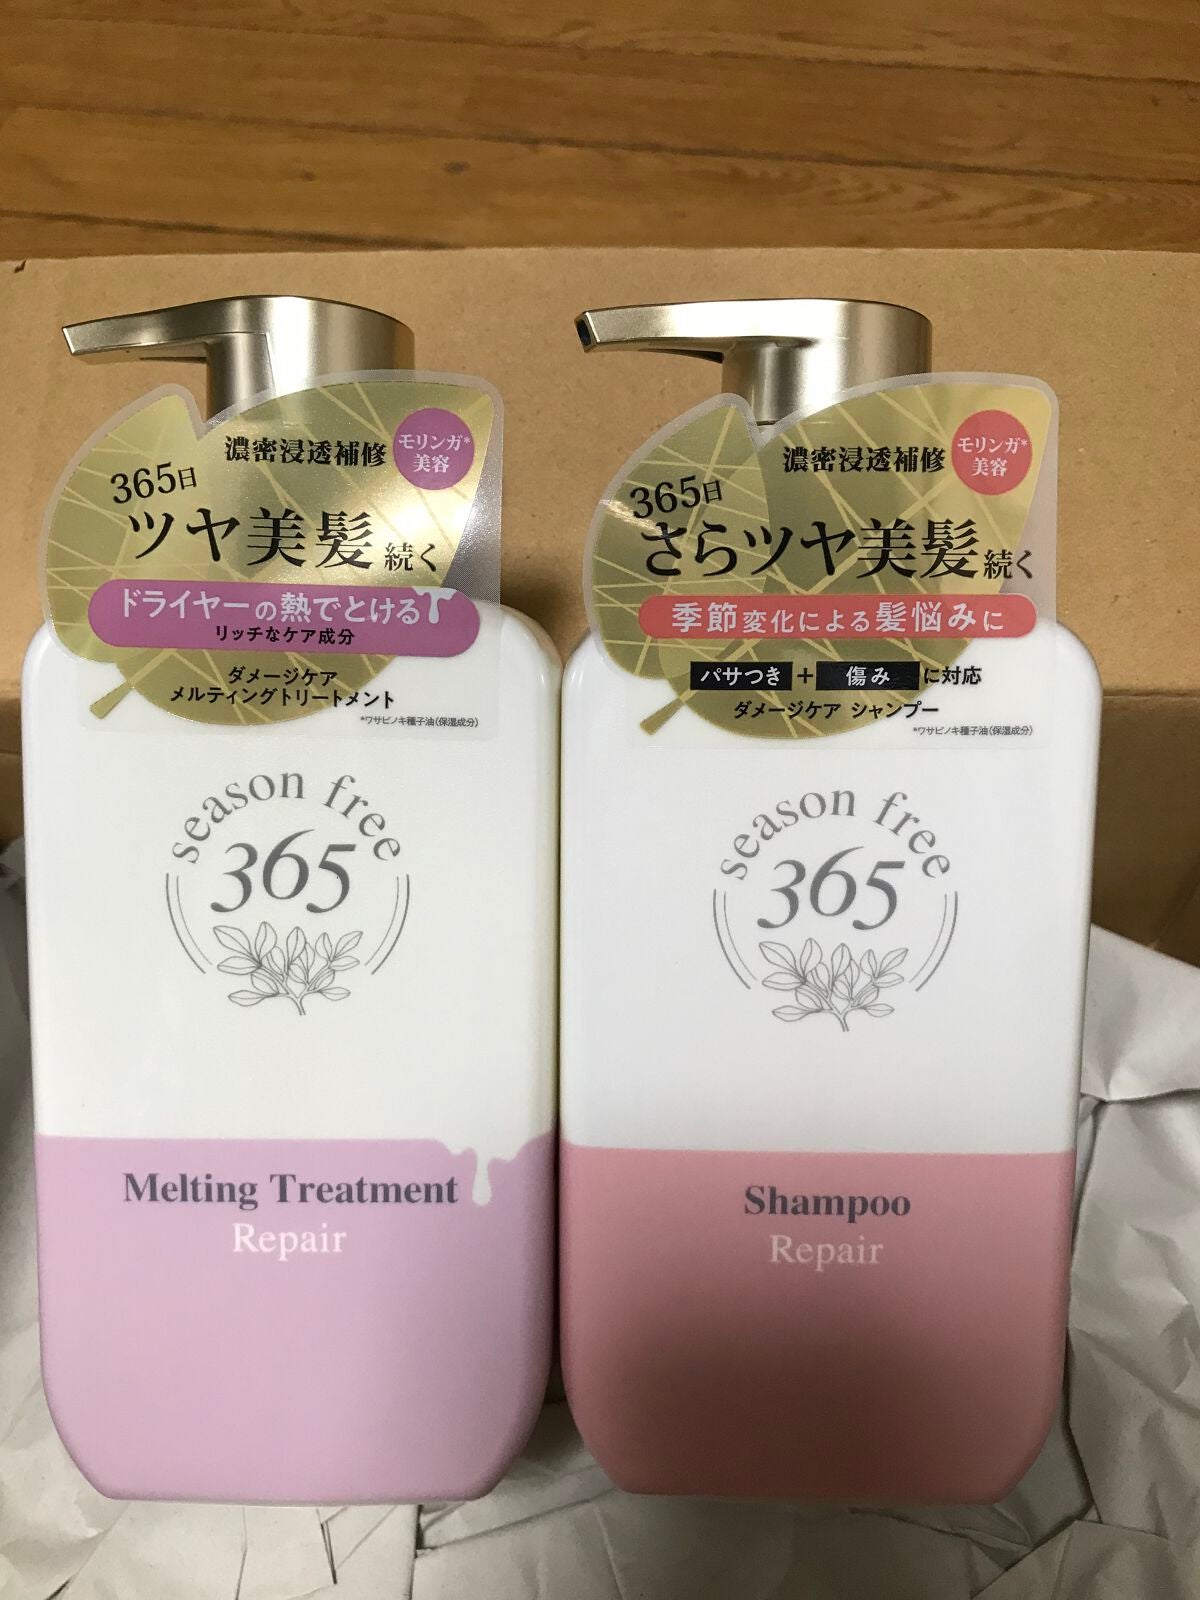 濃密浸透補修
モリンガ*
美容
365日
ツヤ美髪続く
ドライヤーの熱でとける
リッチなケア成分
ダメージケア
メルティングトリートメント
*ワサビノキ種子油(保湿成分)
season free
365
Melting Treatment
Repair
濃密浸透補修
モリンガ*
美容
365日
さらツヤ美髪続く
季節変化による髪悩みに
パサつき+傷みに対応
ダメージケア シャンプー
*ワサビノキ種子油(保湿成分)
season free
365
Shampoo
Repair